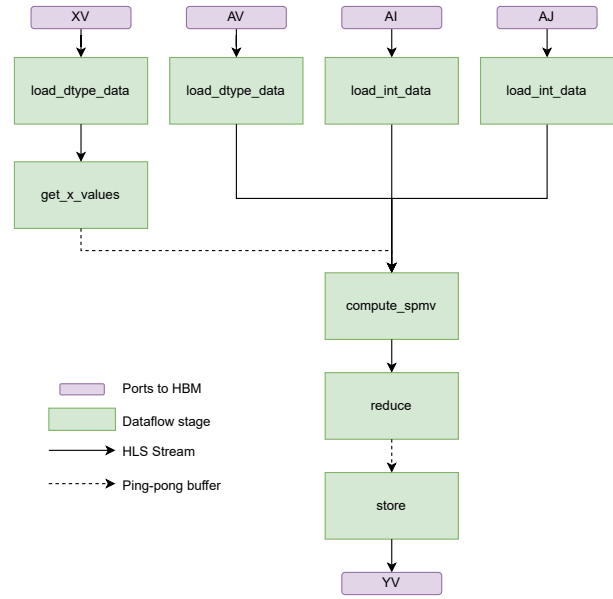 XV
AV
AI
AJ
load_dtype_data
load_dtype_data
load_int_data
load_int_data
get_x_values
compute_spmv
reduce
store
YV
Ports to HBM
Dataflow stage
HLS Stream
Ping-pong buffer